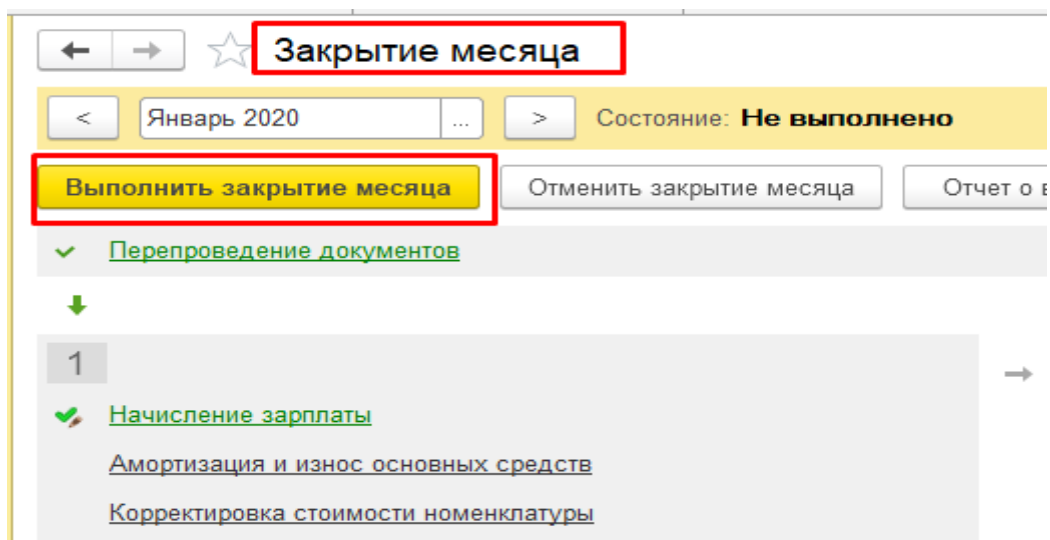 Закрытие месяца
< Январь 2020 ... > Состояние: Не выполнено
Выполнить закрытие месяца Отменить закрытие месяца Отчет о
Перепроведение документов
1
Начисление зарплаты
Амортизация и износ основных средств
Корректировка стоимости номенклатуры